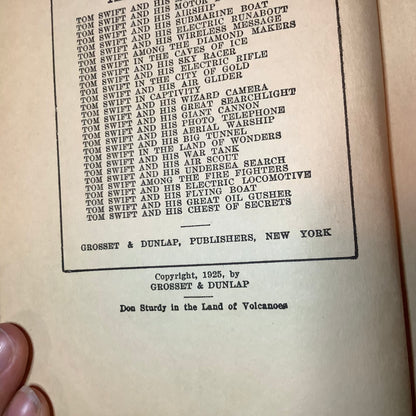 TOM SWIFT AND HIS MOTOR
TOM SWIFT AND HIS AIRSHIP
TOM SWIFT AND HIS SUBMARINE BOAT
TOM SWIFT AND HIS ELECTRIC RUNABOUT
TOM SWIFT AND HIS WIRELESS MESSAGE
TOM SWIFT AMONG THE DIAMOND MAKERS
TOM SWIFT IN THE CAVES OF ICE
TOM SWIFT AND HIS SKY RACER
TOM SWIFT AND HIS ELECTRIC RIFLE
TOM SWIFT IN THE CITY OF GOLD
TOM SWIFT AND HIS AIR GLIDER
TOM SWIFT IN CAPTIVITY
TOM SWIFT AND HIS WIZARD CAMERA
TOM SWIFT AND HIS GREAT SEARCHLIGHT
TOM SWIFT AND HIS GIANT CANNON
TOM SWIFT AND HIS PHOTO TELEPHONE
TOM SWIFT AND HIS AERIAL WARSHIP
TOM SWIFT AND HIS BIG TUNNEL
TOM SWIFT IN THE LAND OF WONDERS
TOM SWIFT AND HIS WAR TANK
TOM SWIFT AND HIS AIR SCOUT
TOM SWIFT AND HIS UNDERSEA SEARCH
TOM SWIFT AMONG THE FIRE FIGHTERS
TOM SWIFT AND HIS ELECTRIC LOCOMOTIVE
TOM SWIFT AND HIS FLYING BOAT
TOM SWIFT AND HIS GREAT OIL GUSHER
TOM SWIFT AND HIS CHEST OF SECRETS
GROSSET & DUNLAP, PUBLISHERS, NEW YORK
Copyright, 1925, by
GROSSET & DUNLAP
Don Sturdy in the Land of Volcanoes